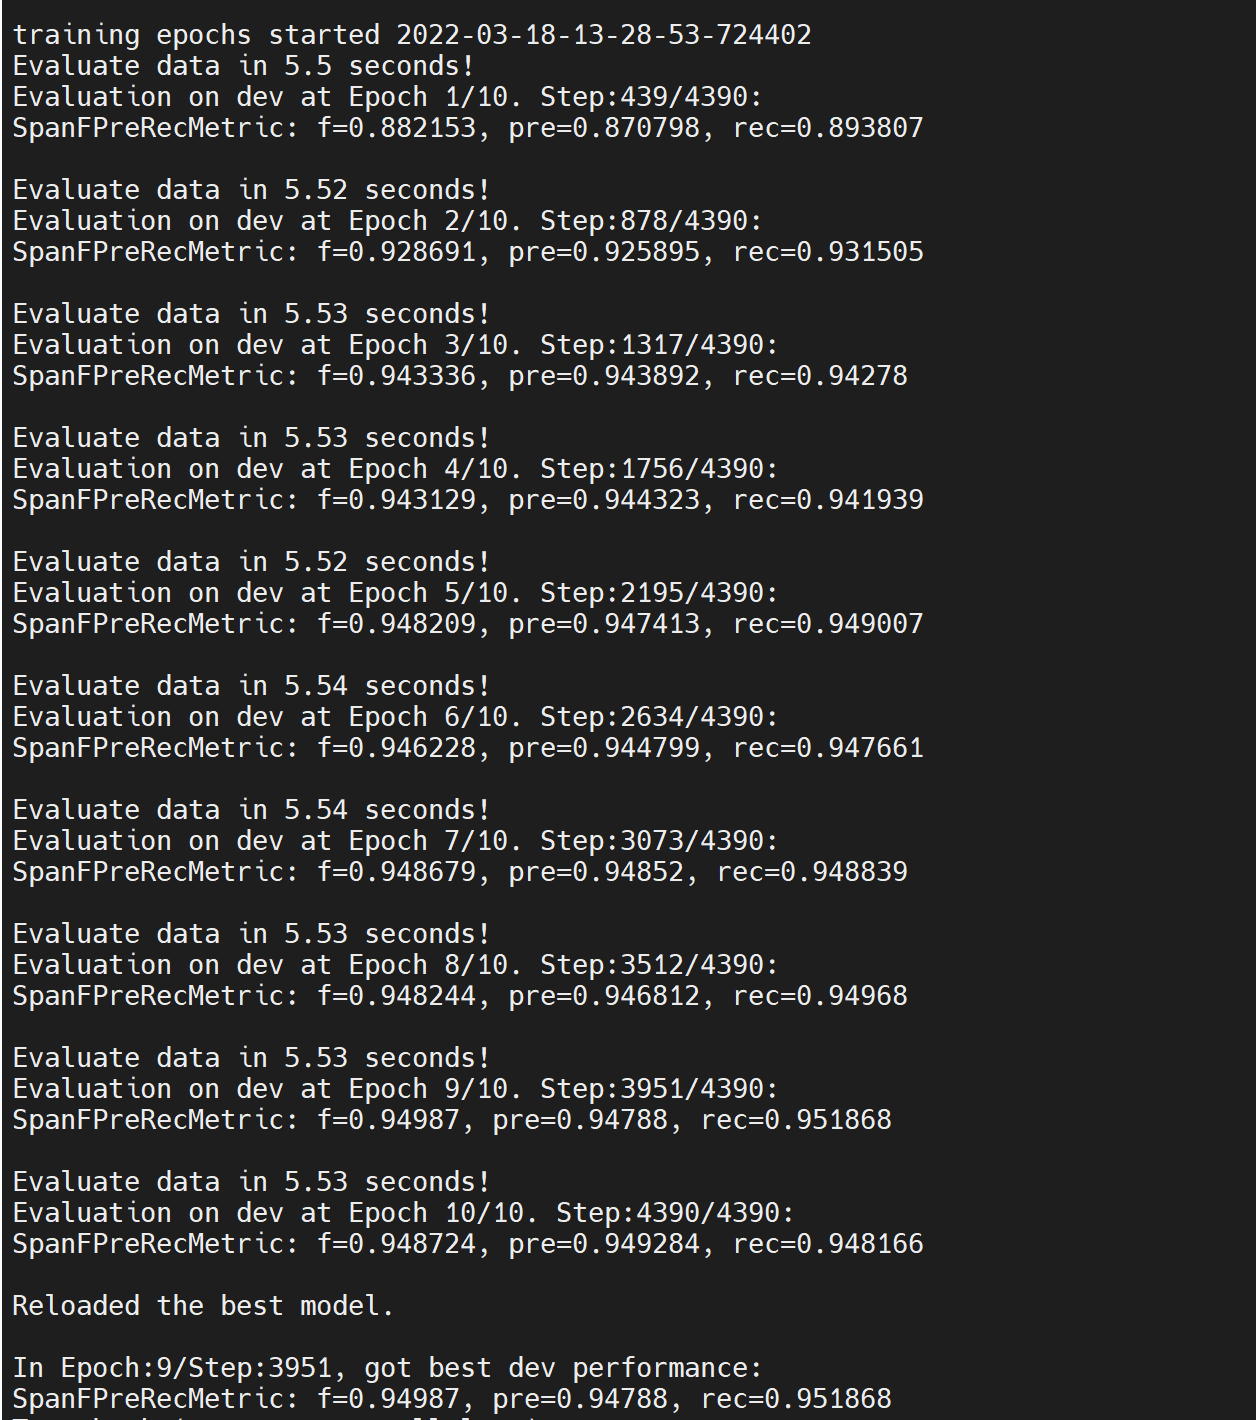 training epochs started 2022-03-18-13-28-53-724402
Evaluate data in 5.5 seconds!
Evaluation on dev at Epoch 1/10. Step:439/4390:
SpanFPreRecMetric: f=0.882153, pre=0.870798, rec=0.893807
Evaluate data in 5.52 seconds!
Evaluation on dev at Epoch 2/10. Step:878/4390:
SpanFPreRecMetric: f=0.928691, pre=0.925895, rec=0.931505
Evaluate data in 5.53 seconds!
Evaluation on dev at Epoch 3/10. Step:1317/4390:
SpanFPreRecMetric: f=0.943336, pre=0.943892, rec=0.94278
Evaluate data in 5.53 seconds!
Evaluation on dev at Epoch 4/10. Step:1756/4390:
SpanFPreRecMetric: f=0.943129, pre=0.944323, rec=0.941939
Evaluate data in 5.52 seconds!
Evaluation on dev at Epoch 5/10. Step:2195/4390:
SpanFPreRecMetric: f=0.948209, pre=0.947413, rec=0.949007
Evaluate data in 5.54 seconds!
Evaluation on dev at Epoch 6/10. Step:2634/4390:
SpanFPreRecMetric: f=0.946228, pre=0.944799, rec=0.947661
Evaluate data in 5.54 seconds!
Evaluation on dev at Epoch 7/10. Step:3073/4390:
SpanFPreRecMetric: f=0.948679, pre=0.94852, rec=0.948839
Evaluate data in 5.53 seconds!
Evaluation on dev at Epoch 8/10. Step:3512/4390:
SpanFPreRecMetric: f=0.948244, pre=0.946812, rec=0.94968
Evaluate data in 5.53 seconds!
Evaluation on dev at Epoch 9/10. Step:3951/4390:
SpanFPreRecMetric: f=0.94987, pre=0.94788, rec=0.951868
Evaluate data in 5.53 seconds!
Evaluation on dev at Epoch 10/10. Step:4390/4390:
SpanFPreRecMetric: f=0.948724, pre=0.949284, rec=0.948166
Reloaded the best model.
In Epoch:9/Step:3951, got best dev performance:
SpanFPreRecMetric: f=0.94987, pre=0.94788, rec=0.951868